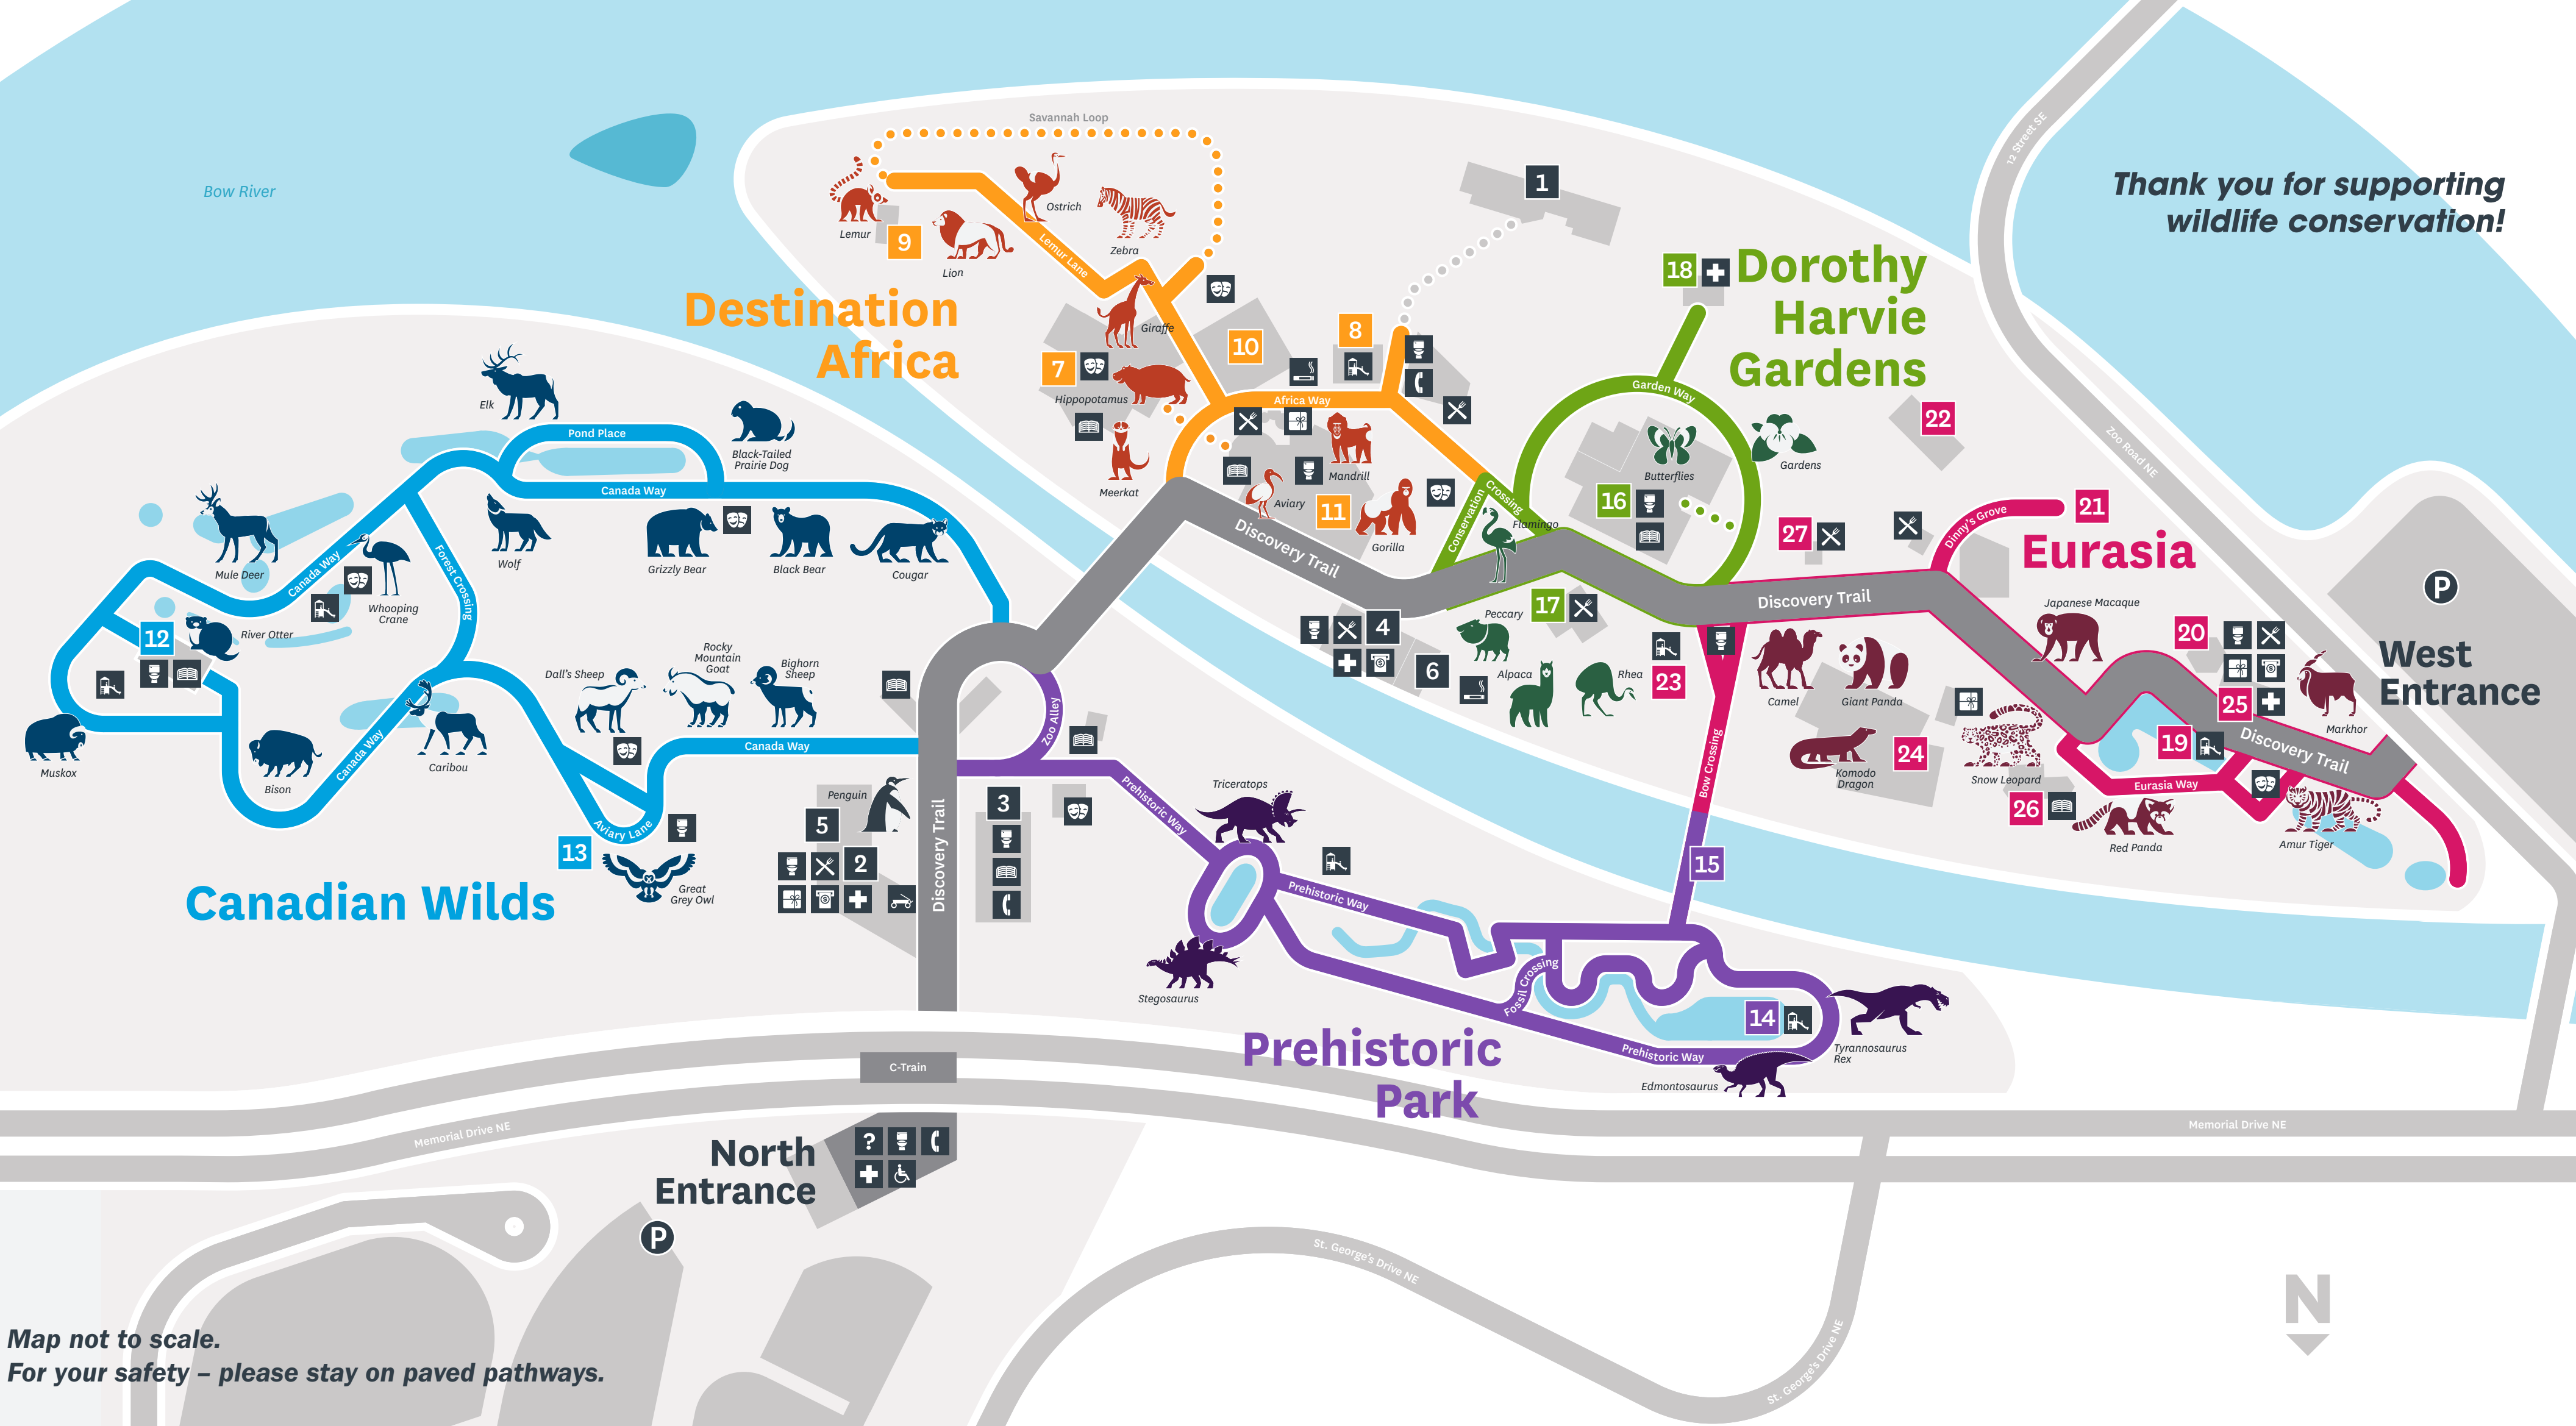 Bow River
Savannah Loop
12 Street SE
Thank you for supporting
wildlife conservation!
1
Lemur
9
Lion
Ostrich
Zebra
Lemur Lane
Destination
Africa
Giraffe
7
Hippopotamus
Meerkat
10
8
Africa Way
Mandrill
Aviary
11
Gorilla
18
Dorothy
Harvie
Gardens
Garden Way
Butterflies
Gardens
16
Conservation
Crossing
Flamingo
22
Zoo Road NE
27
Dinny's Grove
21
Eurasia
P
West
Entrance
Elk
Pond Place
Black-Tailed
Prairie Dog
Canada Way
Mule Deer
Canada Way
Whooping
Crane
Forest Crossing
Wolf
Grizzly Bear
Black Bear
Cougar
12
River Otter
Muskox
Bison
Canada Way
Caribou
Dall's Sheep
Rocky
Mountain
Goat
Bighorn
Sheep
Canada Way
Aviary Lane
13
Great
Grey Owl
Canadian Wilds
Discovery Trail
4
6
Peccary
17
Alpaca
Rhea
23
Discovery Trail
Camel
Giant Panda
Komodo
Dragon
24
Japanese Macaque
Snow Leopard
26
20
25
19
Markhor
Discovery Trail
Eurasia Way
Red Panda
Amur Tiger
Zoo Alley
Penguin
5
2
3
Discovery Trail
Prehistoric Way
Triceratops
Bow Crossing
15
Prehistoric Way
Stegosaurus
Fossil Crossing
14
Tyrannosaurus
Rex
Prehistoric Way
Edmontosaurus
Prehistoric
Park
C-Train
Memorial Drive NE
Memorial Drive NE
North
Entrance
?
P
St. George's Drive NE
St. George's Drive NE
N
Map not to scale.
For your safety – please stay on paved pathways.